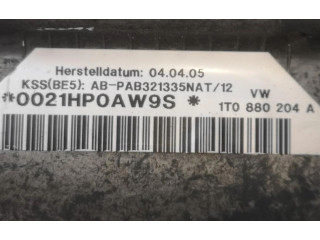 Herstelldatum: 04.04.05
KSS(BE5): AB-PAB321335NAT/12 VW
*0021HP0AW9S * 1T0 880 204 A